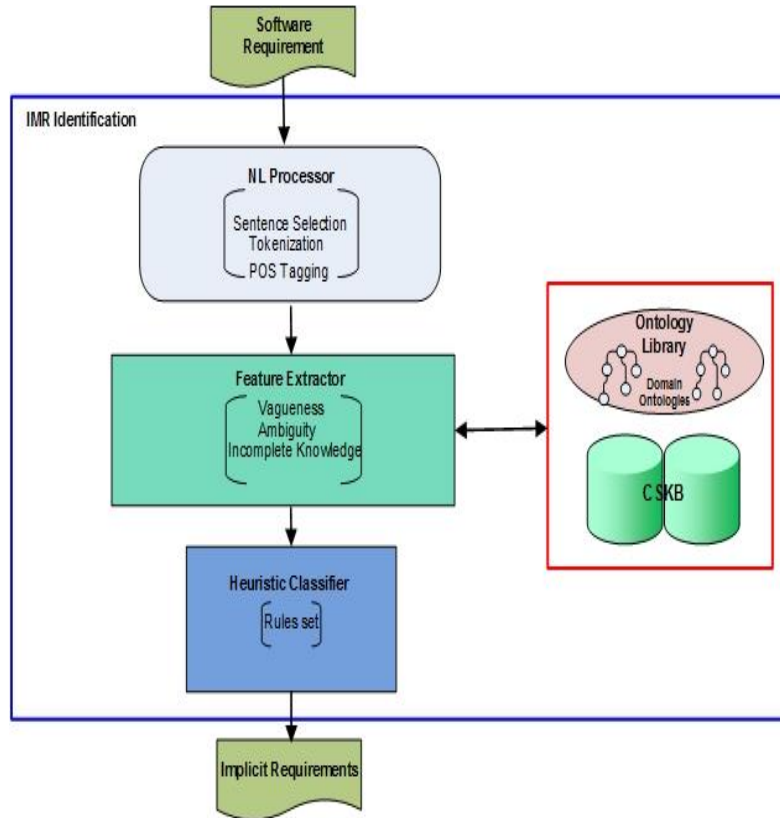 Software
Requirement
IMR Identification
NL Processor
Sentence Selection
Tokenization
POS Tagging
Feature Extractor
Vagueness
Ambiguity
Incomplete Knowledge
Ontology
Library
Domain
Ontologies
CSKB
Heuristic Classifier
Rules set
Implicit Requirements